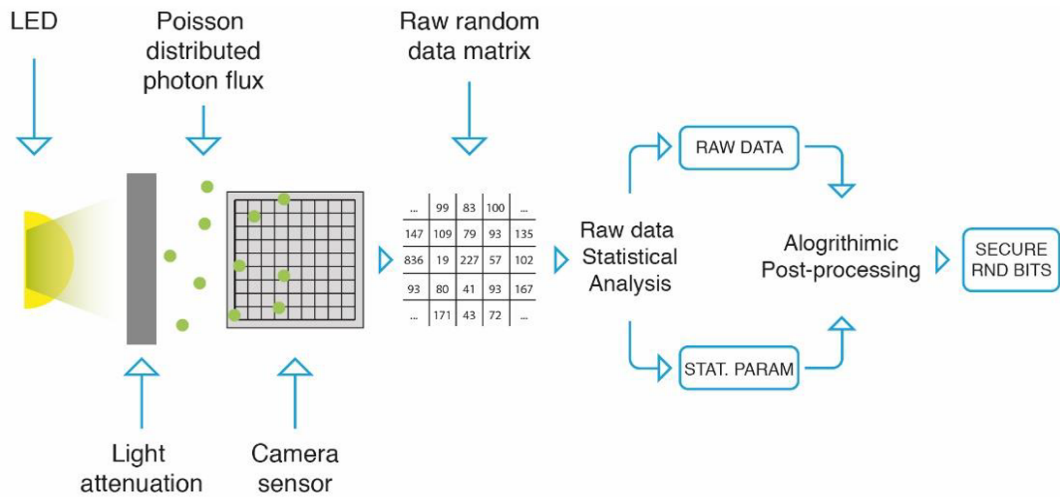 LED
Poisson
distributed
photon flux
Raw random
data matrix
... 99 83 100 ...
147 109 79 93 135
836 19 227 57 102
93 80 41 93 167
... 171 43 72 ...
Raw data
Statistical
Analysis
RAW DATA
STAT. PARAM
Alogrithimic
Post-processing
SECURE
RND BITS
Light
attenuation
Camera
sensor